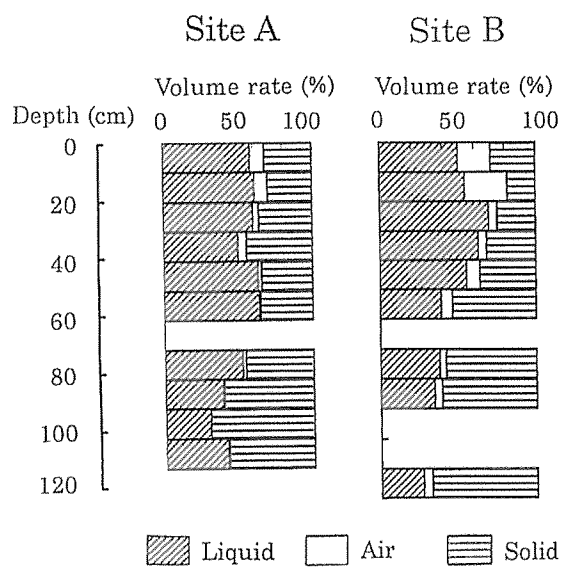 Site A Site B
Volume rate (%) Volume rate (%)
Depth (cm) 0 50 100 0 50 100
0
20
40
60
80
100
120
Liquid Air Solid